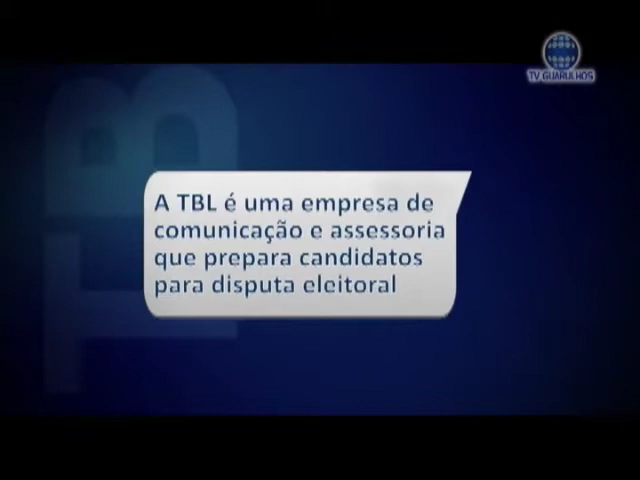 TV GUARULHOS
A TBL é uma empresa de
comunicação e assessoria
que prepara candidatos
para disputa eleitoral